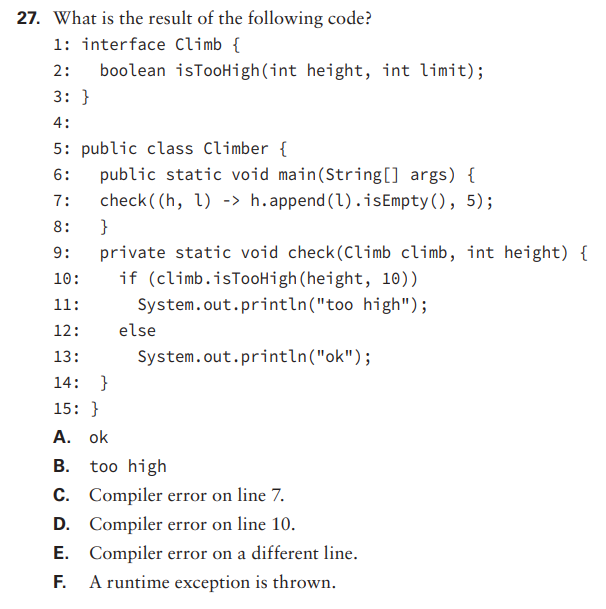 27. What is the result of the following code?
1: interface Climb {
2:   boolean isTooHigh(int height, int limit);
3: }
4:
5: public class Climber {
6:   public static void main(String[] args) {
7:   check((h, l) -> h.append(l).isEmpty(), 5);
8:   }
9:   private static void check(Climb climb, int height) {
10:    if (climb.isTooHigh(height, 10))
11:      System.out.println("too high");
12:    else
13:      System.out.println("ok");
14:  }
15: }
A. ok
B. too high
C. Compiler error on line 7.
D. Compiler error on line 10.
E. Compiler error on a different line.
F. A runtime exception is thrown.